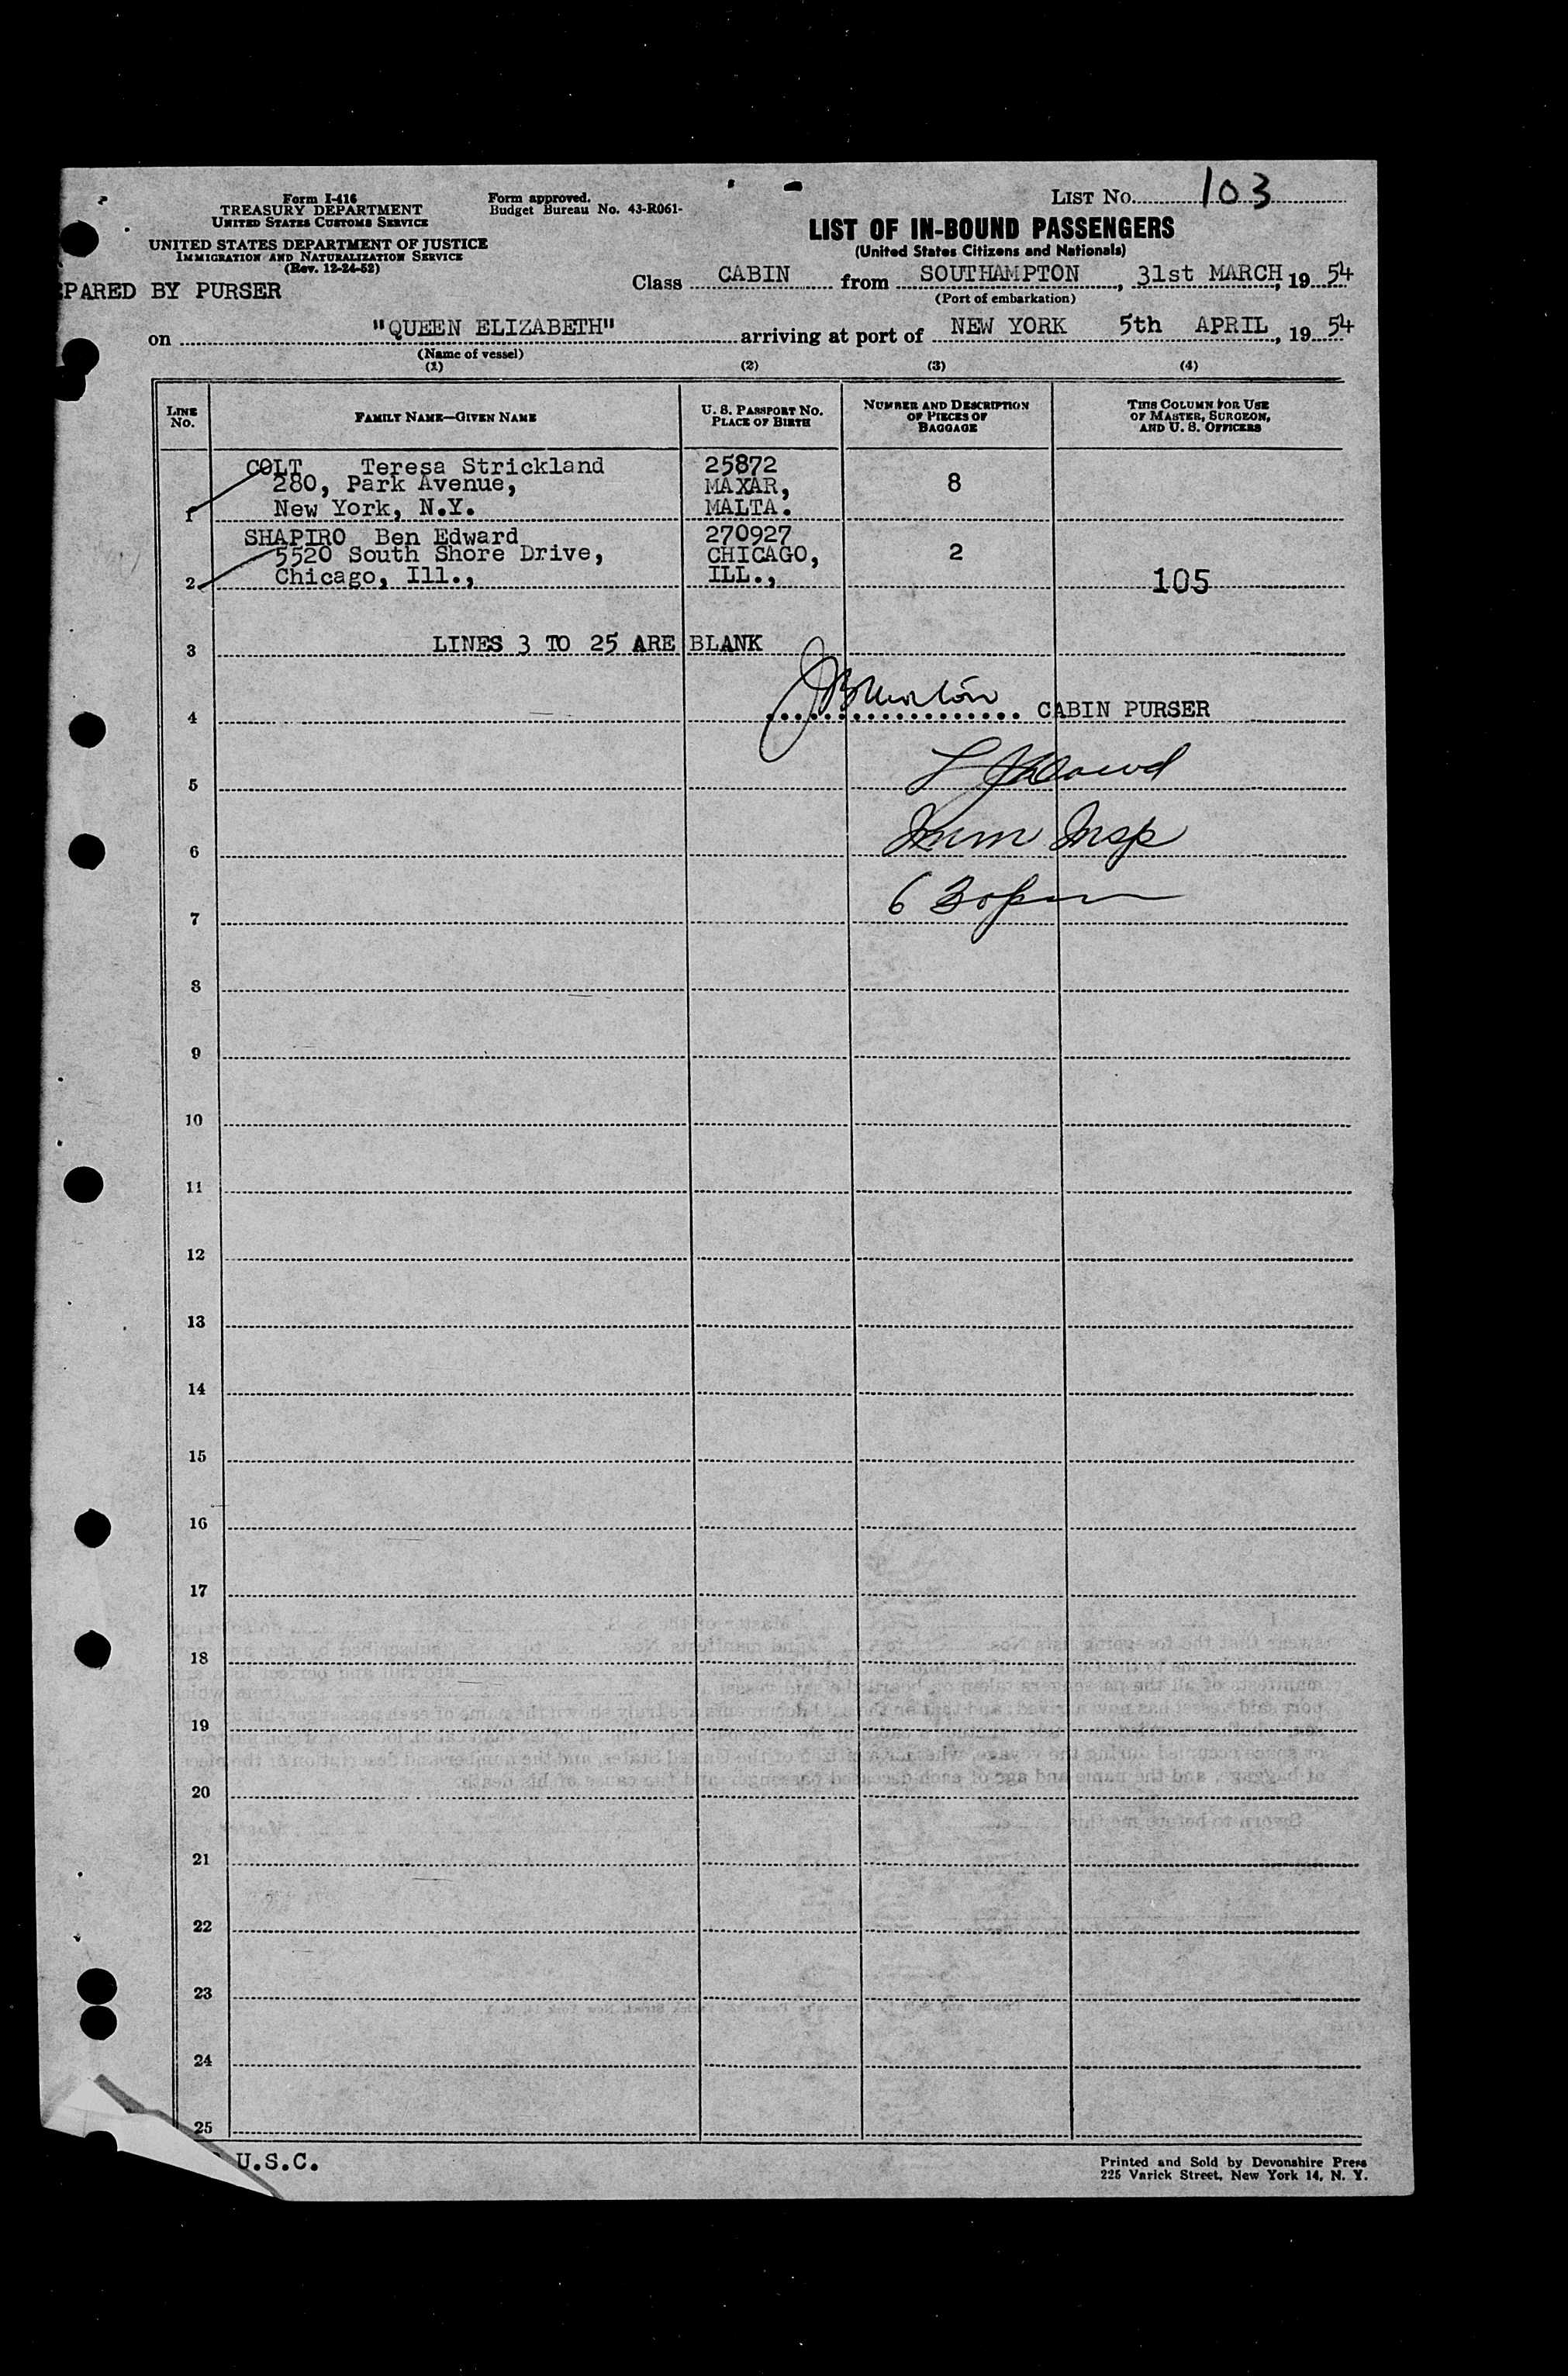 Form I-416
TREASURY DEPARTMENT
UNITED STATES CUSTOMS SERVICE
UNITED STATES DEPARTMENT OF JUSTICE
IMMIGRATION AND NATURALIZATION SERVICE
(Rev. 12-24-52)
PARED BY PURSER
Form approved.
Budget Bureau No. 43-R061-
LIST No. 103
LIST OF IN-BOUND PASSENGERS
(United States Citizens and Nationals)
Class CABIN from SOUTHAMPTON, 31st MARCH, 19 54
(Port of embarkation)
on "QUEEN ELIZABETH" arriving at port of NEW YORK 5th APRIL, 19 54
(Name of vessel)
(1) (2) (3) (4)
LINE No. FAMILY NAME—GIVEN NAME U. S. PASSPORT No. PLACE OF BIRTH NUMBER AND DESCRIPTION OF PIECES OF BAGGAGE THIS COLUMN FOR USE OF MASTER, SURGEON, AND U. S. OFFICERS
COLT Teresa Strickland 25872
280, Park Avenue, MAXAR, 8
1 New York, N.Y. MALTA.
SHAPIRO Ben Edward 270927
5520 South Shore Drive, CHICAGO, 2
2 Chicago, Ill., ILL., 105
3 LINES 3 TO 25 ARE BLANK
4 CABIN PURSER
5
6 Imm Insp
7 6 30 pm
8
9
10
11
12
13
14
15
16
17
18
19
20
21
22
23
24
25
U.S.C.
Printed and Sold by Devonshire Press
225 Varick Street, New York 14, N. Y.